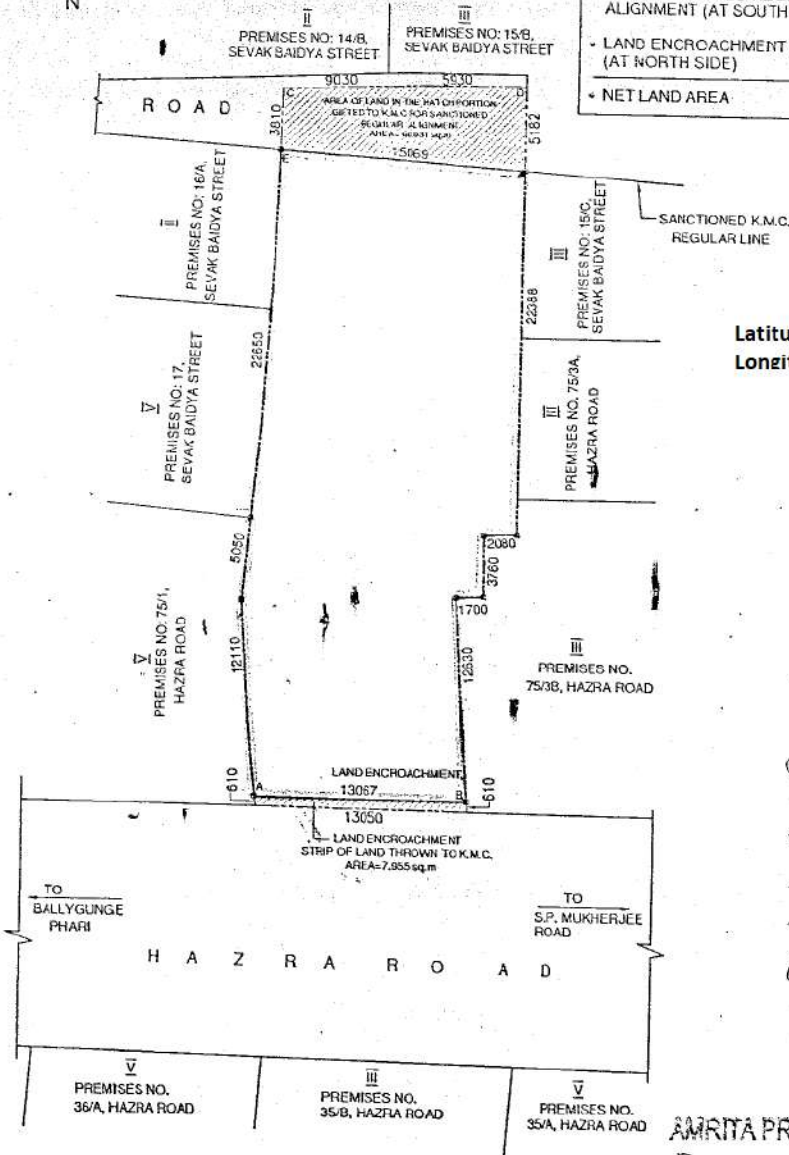 N
II
PREMISES NO: 14/B,
SEVAK BAIDYA STREET
III
PREMISES NO: 15/B,
SEVAK BAIDYA STREET
ALIGNMENT (AT SOUTH
LAND ENCROACHMENT
(AT NORTH SIDE)
NET LAND AREA
ROAD
9030
5930
C
D
3810
5182
AREA OF LAND IN THE HATCH PORTION
GIFTED TO K.M.C FOR SANCTIONED
REGULAR ALIGNMENT
15069
E
SANCTIONED K.M.C.
REGULAR LINE
II
PREMISES NO: 16/A,
SEVAK BAIDYA STREET
III
PREMISES NO: 15/C,
SEVAK BAIDYA STREET
22650
22388
Latitu
Longit
V
PREMISES NO: 17,
SEVAK BAIDYA STREET
III
PREMISES NO. 75/3A,
HAZRA ROAD
5050
2080
3760
1700
V
PREMISES NO: 75/1,
HAZRA ROAD
12110
12630
III
PREMISES NO.
75/3B, HAZRA ROAD
LAND ENCROACHMENT
610
A
13067
B
610
13050
LAND ENCROACHMENT
STRIP OF LAND THROWN TO K.M.C.
AREA=7.955 sq.m
TO
BALLYGUNGE
PHARI
TO
S.P. MUKHERJEE
ROAD
HAZRA ROAD
V
PREMISES NO.
36/A, HAZRA ROAD
III
PREMISES NO.
35/B, HAZRA ROAD
V
PREMISES NO.
35/A, HAZRA ROAD
AMRITA PR